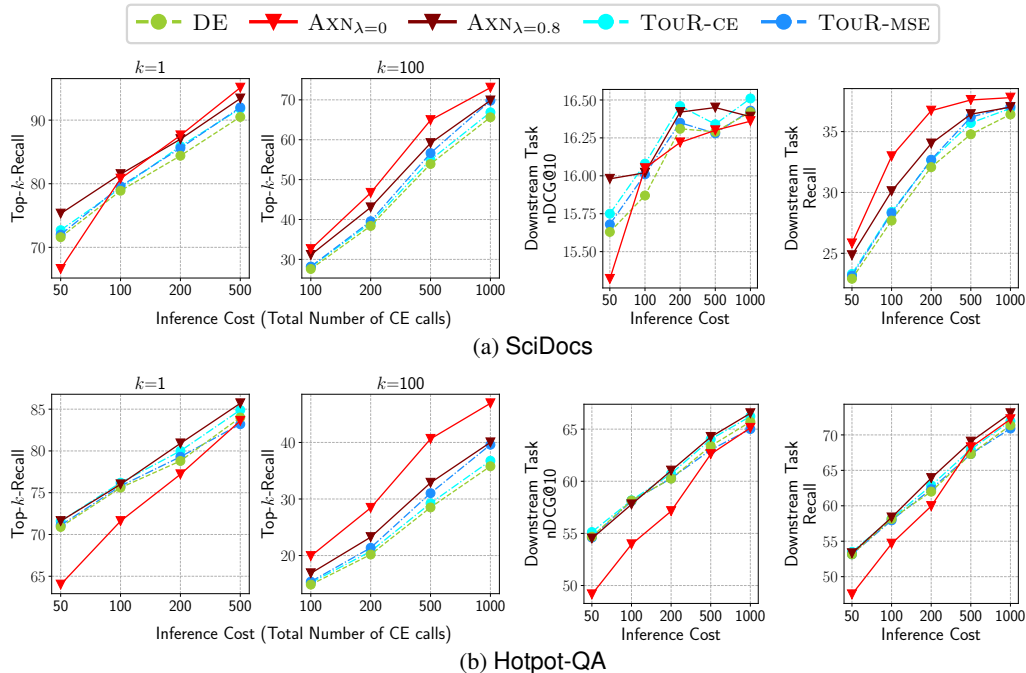 DE AXNλ=0 AXNλ=0.8 TOUR-CE TOUR-MSE
k=1 k=100
Top-k-Recall
90
80
70
50 100 200 500
Top-k-Recall
70
60
50
40
30
100 200 500 1000
Inference Cost (Total Number of CE calls)
Downstream Task
nDCG@10
16.50
16.25
16.00
15.75
15.50
50 100 200 500 1000
Inference Cost
Downstream Task
Recall
35
30
25
50 100 200 500 1000
Inference Cost
(a) SciDocs
k=1 k=100
Top-k-Recall
85
80
75
70
65
50 100 200 500
Top-k-Recall
40
30
20
100 200 500 1000
Inference Cost (Total Number of CE calls)
Downstream Task
nDCG@10
65
60
55
50
50 100 200 500 1000
Inference Cost
Downstream Task
Recall
70
65
60
55
50
50 100 200 500 1000
Inference Cost
(b) Hotpot-QA